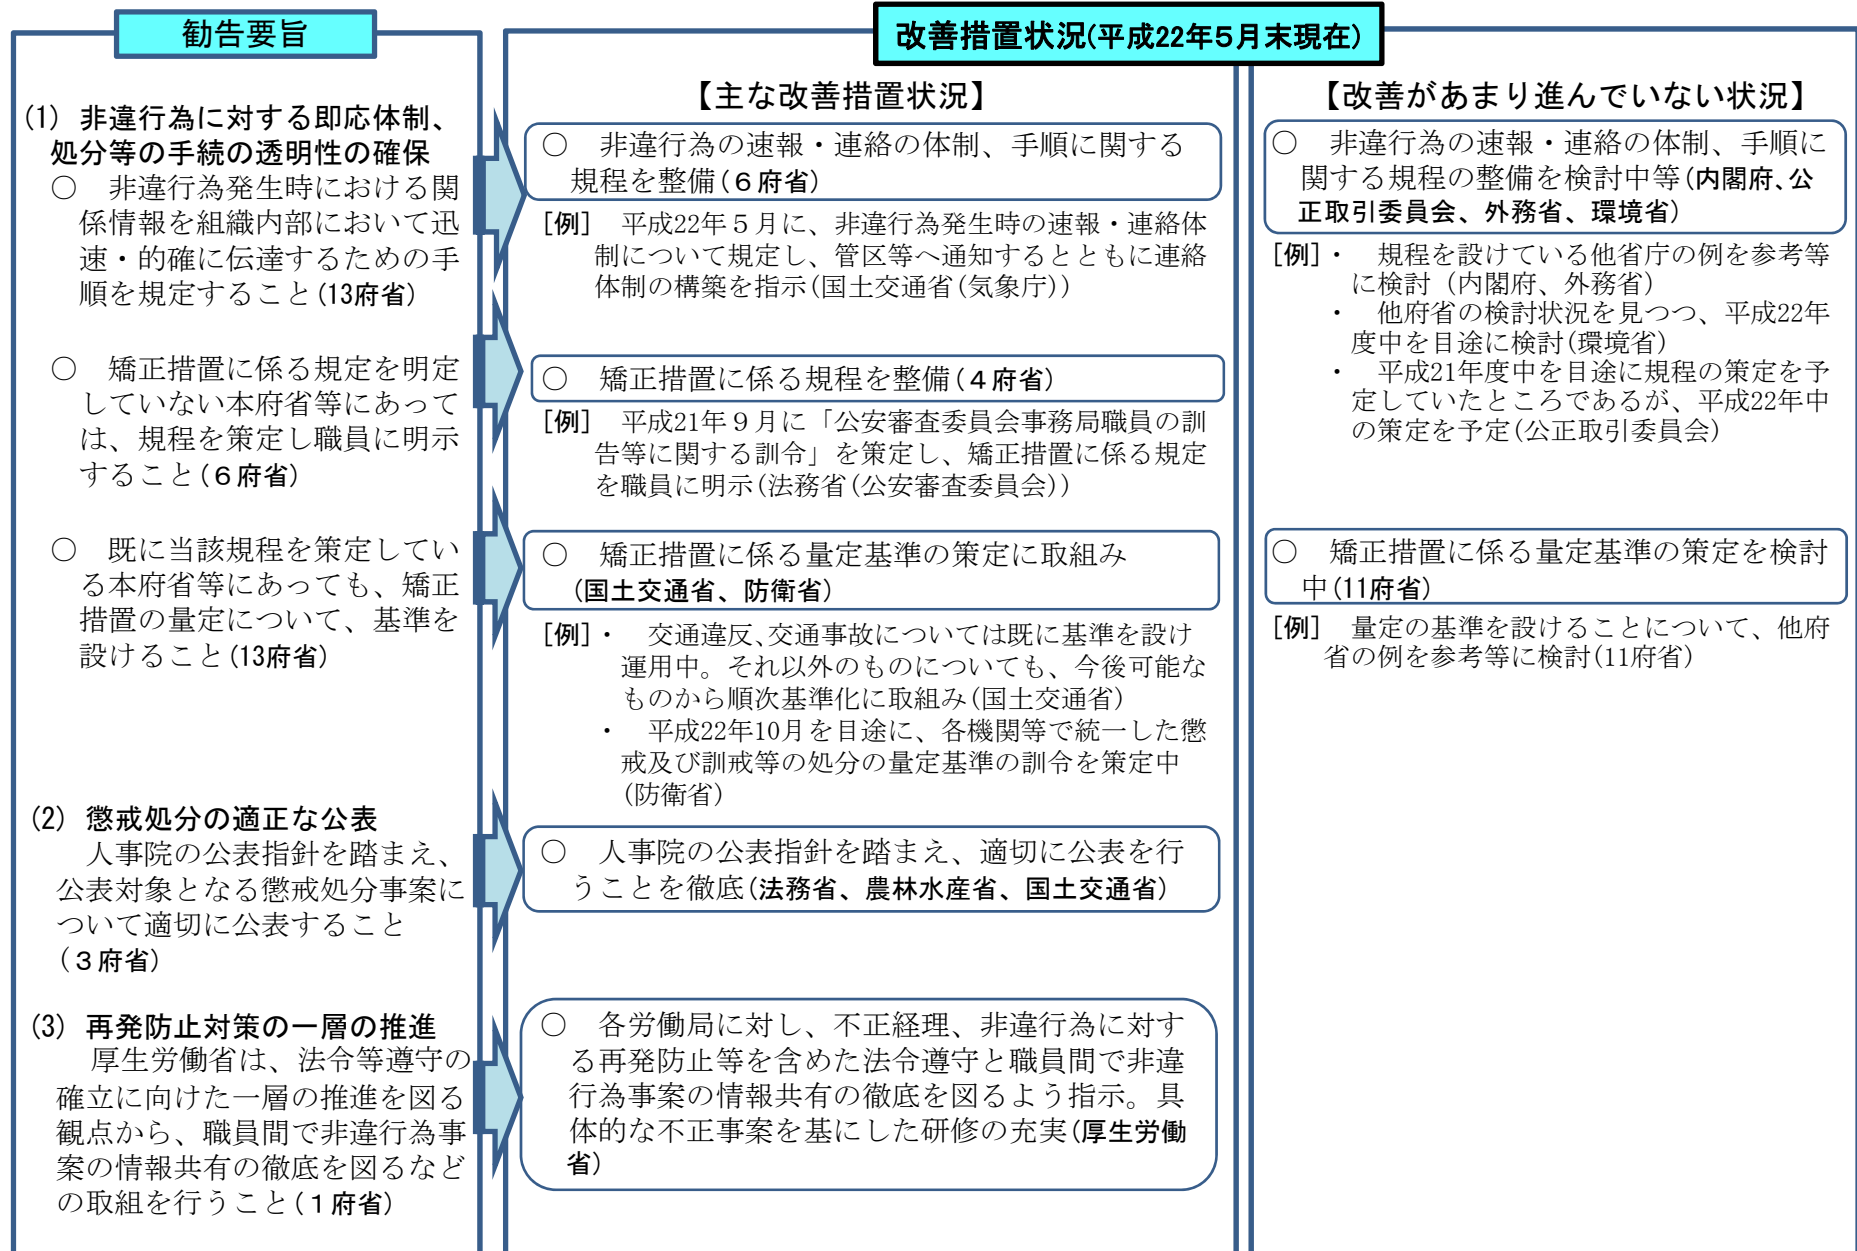 勧告要旨
(1) 非違行為に対する即応体制、
処分等の手続の透明性の確保
○ 非違行為発生時における関
係情報を組織内部において迅
速・的確に伝達するための手
順を規定すること(13府省)
○ 矯正措置に係る規定を明定
していない本府省等にあって
は、規程を策定し職員に明示
すること(6府省)
○ 既に当該規程を策定してい
る本府省等にあっても、矯正
措置の量定について、基準を
設けること(13府省)
(2) 懲戒処分の適正な公表
人事院の公表指針を踏まえ、
公表対象となる懲戒処分事案に
ついて適切に公表すること
(3府省)
(3) 再発防止対策の一層の推進
厚生労働省は、法令等遵守の
確立に向けた一層の推進を図る
観点から、職員間で非違行為事
案の情報共有の徹底を図るなど
の取組を行うこと(1府省)
改善措置状況(平成22年5月末現在)
【主な改善措置状況】
○ 非違行為の速報・連絡の体制、手順に関する
規程を整備(6府省)
[例] 平成22年5月に、非違行為発生時の速報・連絡体
制について規定し、管区等へ通知するとともに連絡
体制の構築を指示(国土交通省(気象庁))
○ 矯正措置に係る規程を整備(4府省)
[例] 平成21年9月に「公安審査委員会事務局職員の訓
告等に関する訓令」を策定し、矯正措置に係る規定
を職員に明示(法務省(公安審査委員会))
○ 矯正措置に係る量定基準の策定に取組み
(国土交通省、防衛省)
[例]・ 交通違反、交通事故については既に基準を設け
運用中。それ以外のものについても、今後可能な
ものから順次基準化に取組み(国土交通省)
・ 平成22年10月を目途に、各機関等で統一した懲
戒及び訓戒等の処分の量定基準の訓令を策定中
(防衛省)
○ 人事院の公表指針を踏まえ、適切に公表を行
うことを徹底(法務省、農林水産省、国土交通省)
○ 各労働局に対し、不正経理、非違行為に対す
る再発防止等を含めた法令遵守と職員間で非違
行為事案の情報共有の徹底を図るよう指示。具
体的な不正事案を基にした研修の充実(厚生労働
省)
【改善があまり進んでいない状況】
○ 非違行為の速報・連絡の体制、手順に
関する規程の整備を検討中等(内閣府、公
正取引委員会、外務省、環境省)
[例]・ 規程を設けている他省庁の例を参考等
に検討 (内閣府、外務省)
・ 他府省の検討状況を見つつ、平成22年
度中を目途に検討(環境省)
・ 平成21年度中を目途に規程の策定を予
定していたところであるが、平成22年中
の策定を予定(公正取引委員会)
○ 矯正措置に係る量定基準の策定を検討
中(11府省)
[例] 量定の基準を設けることについて、他府
省の例を参考等に検討(11府省)